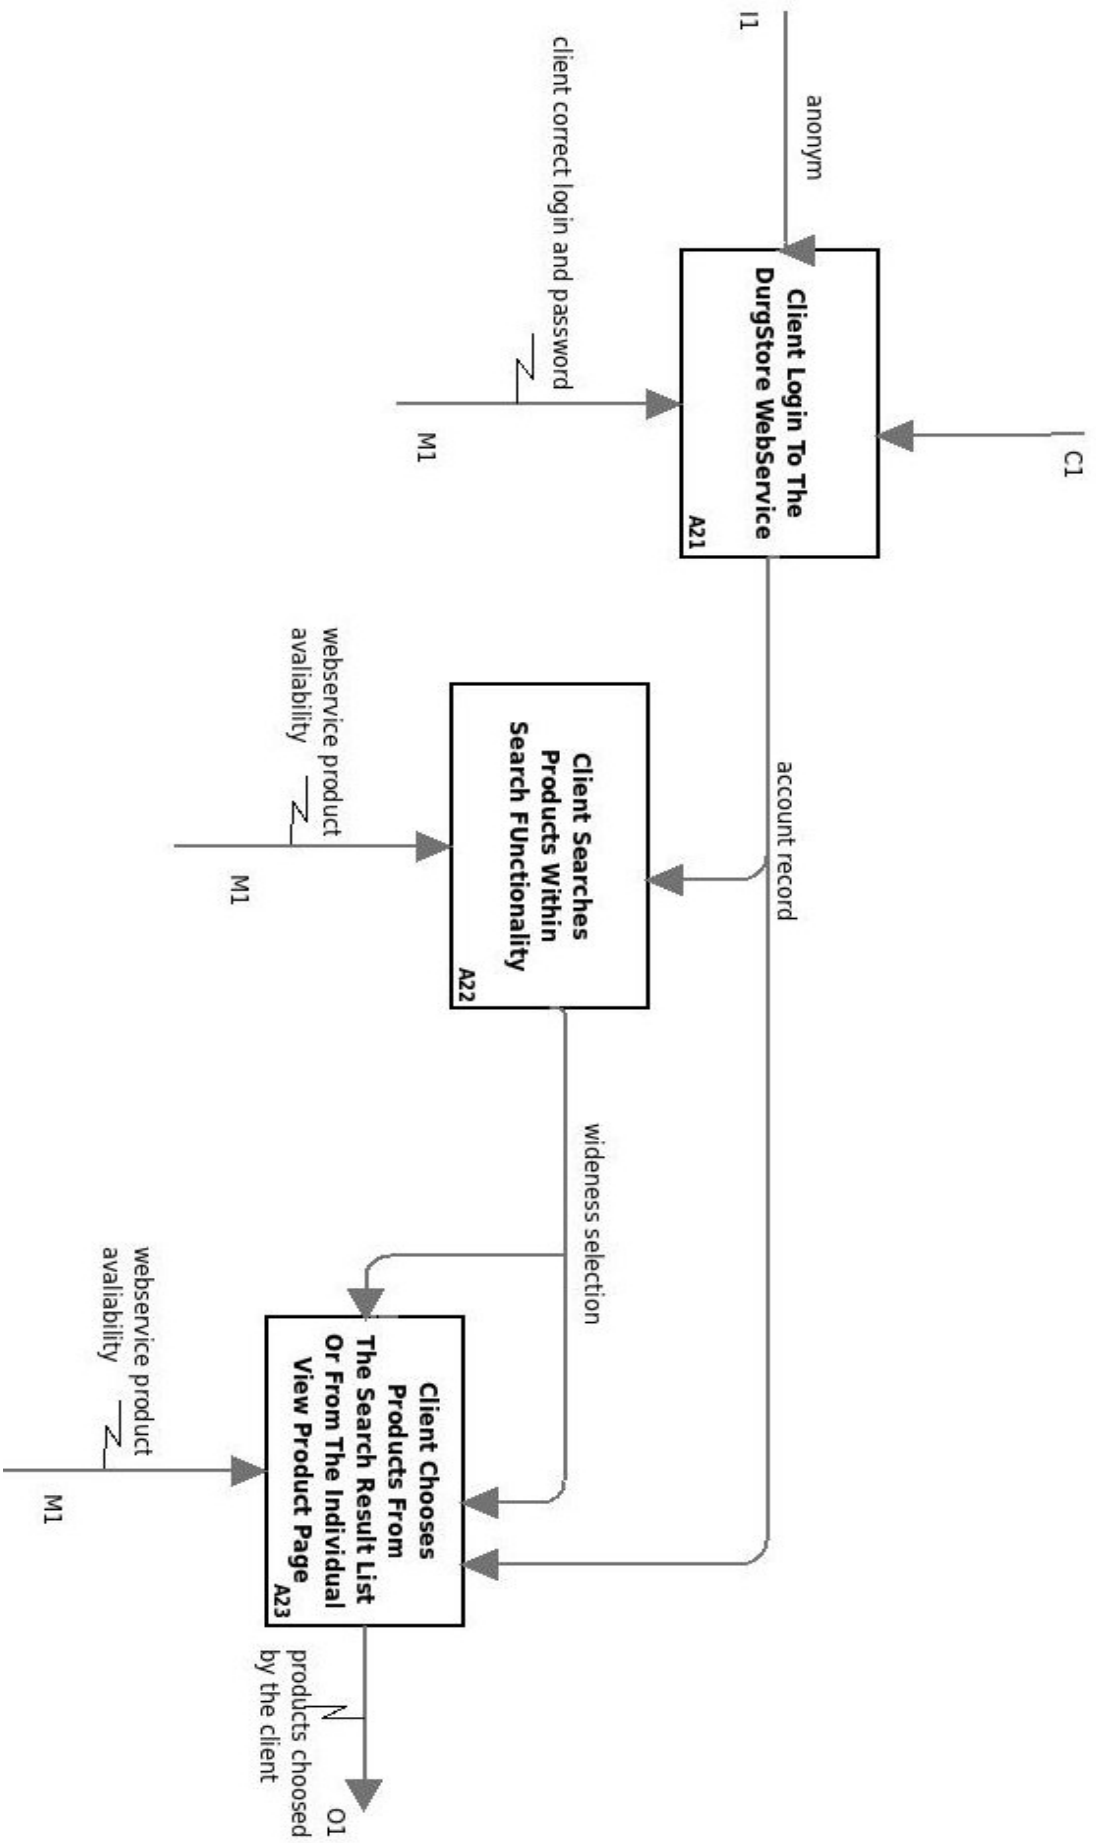 C1
I1
anonym
Client Login To The
DurgStore WebService
A21
client correct login and password
M1
account record
Client Searches
Products Within
Search FUnctionality
A22
webservice product
avaliability
M1
wideness selection
Client Chooses
Products From
The Search Result List
Or From The Individual
View Product Page
A23
webservice product
avaliability
M1
products choosed
by the client
O1